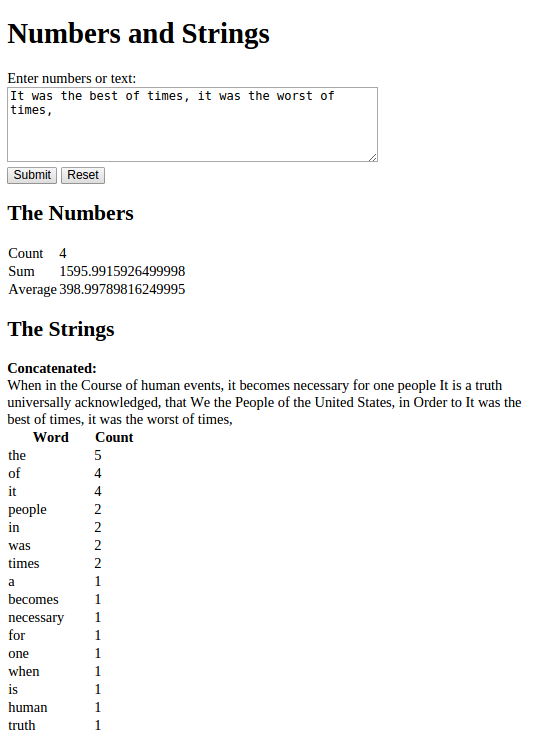 Numbers and Strings
Enter numbers or text:
It was the best of times, it was the worst of
times,
Submit Reset
The Numbers
Count 4
Sum 1595.9915926499998
Average 398.99789816249995
The Strings
Concatenated:
When in the Course of human events, it becomes necessary for one people It is a truth
universally acknowledged, that We the People of the United States, in Order to It was the
best of times, it was the worst of times,
Word Count
the 5
of 4
it 4
people 2
in 2
was 2
times 2
a 1
becomes 1
necessary 1
for 1
one 1
when 1
is 1
human 1
truth 1